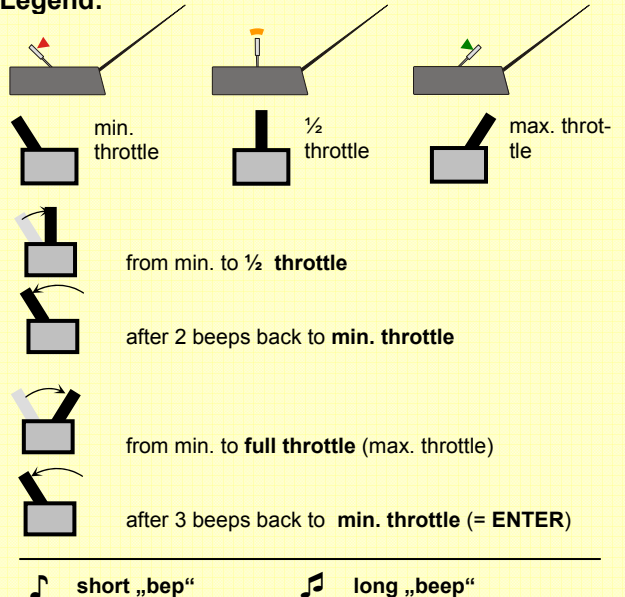 Legend:
min. throttle
½ throttle
max. throt-
tle
from min. to ½ throttle
after 2 beeps back to min. throttle
from min. to full throttle (max. throttle)
after 3 beeps back to min. throttle (= ENTER)
♪ short „bep“ ♫ long „beep“